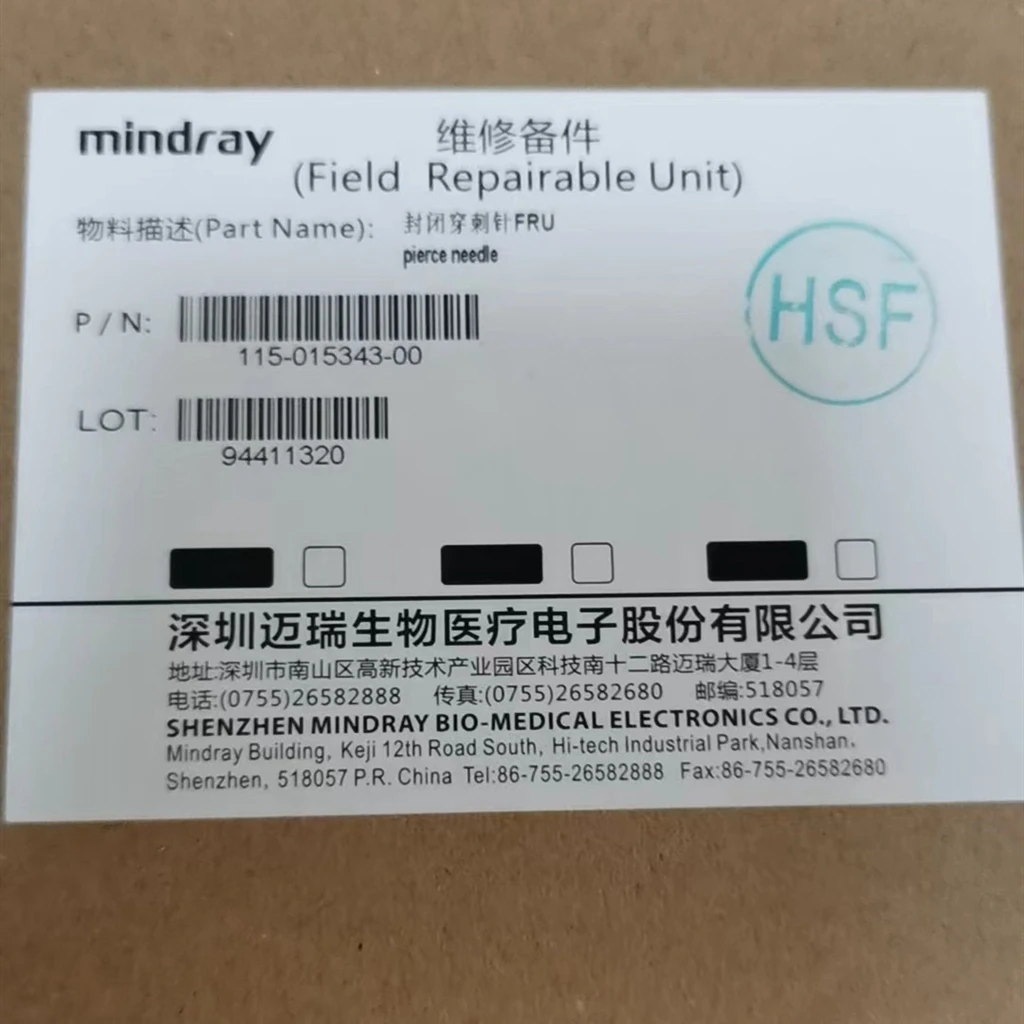 mindray
维修备件
(Field Repairable Unit)
物料描述(Part Name): 封闭穿刺针FRU
pierce needle
HSF
P/N:
115-015343-00
LOT:
94411320
深圳迈瑞生物医疗电子股份有限公司
地址:深圳市南山区高新技术产业园区科技南十二路迈瑞大厦1-4层
电话:(0755)26582888 传真:(0755)26582680 邮编:518057
SHENZHEN MINDRAY BIO-MEDICAL ELECTRONICS CO., LTD.
Mindray Building, Keji 12th Road South, Hi-tech Industrial Park,Nanshan,
Shenzhen, 518057 P.R. China Tel:86-755-26582888 Fax:86-755-26582680